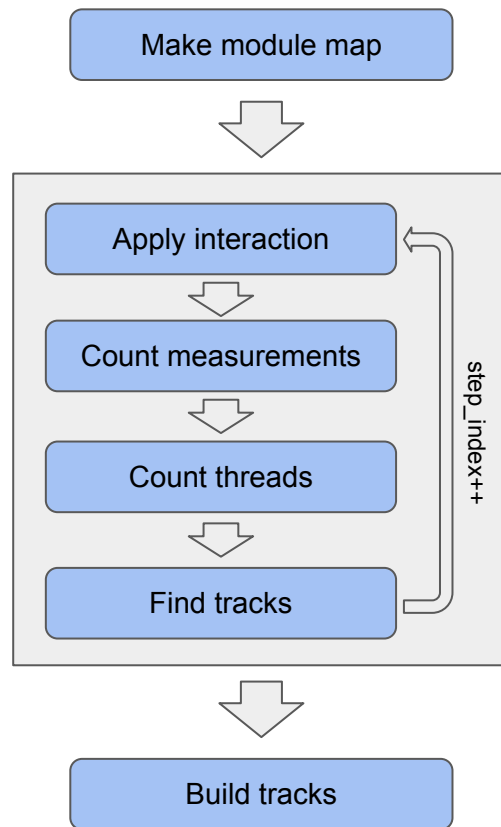 Make module map
Apply interaction
Count measurements
step_index++
Count threads
Find tracks
Build tracks